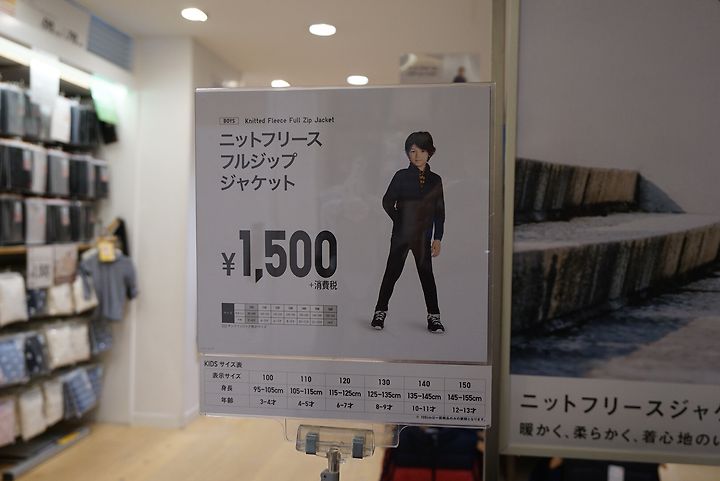 BOYS Knitted Fleece Full Zip Jacket
ニットフリース
フルジップ
ジャケット
¥1,500
+消費税
KIDS サイズ表
表示サイズ 100 110 120 130 140 150
身長 95-105cm 105-115cm 115-125cm 125-135cm 135-145cm 145-155cm
年齢 3-4才 4-5才 6-7才 8-9才 10-11才 12-13才
ニットフリースジャケ
暖かく、柔らかく、着心地のい